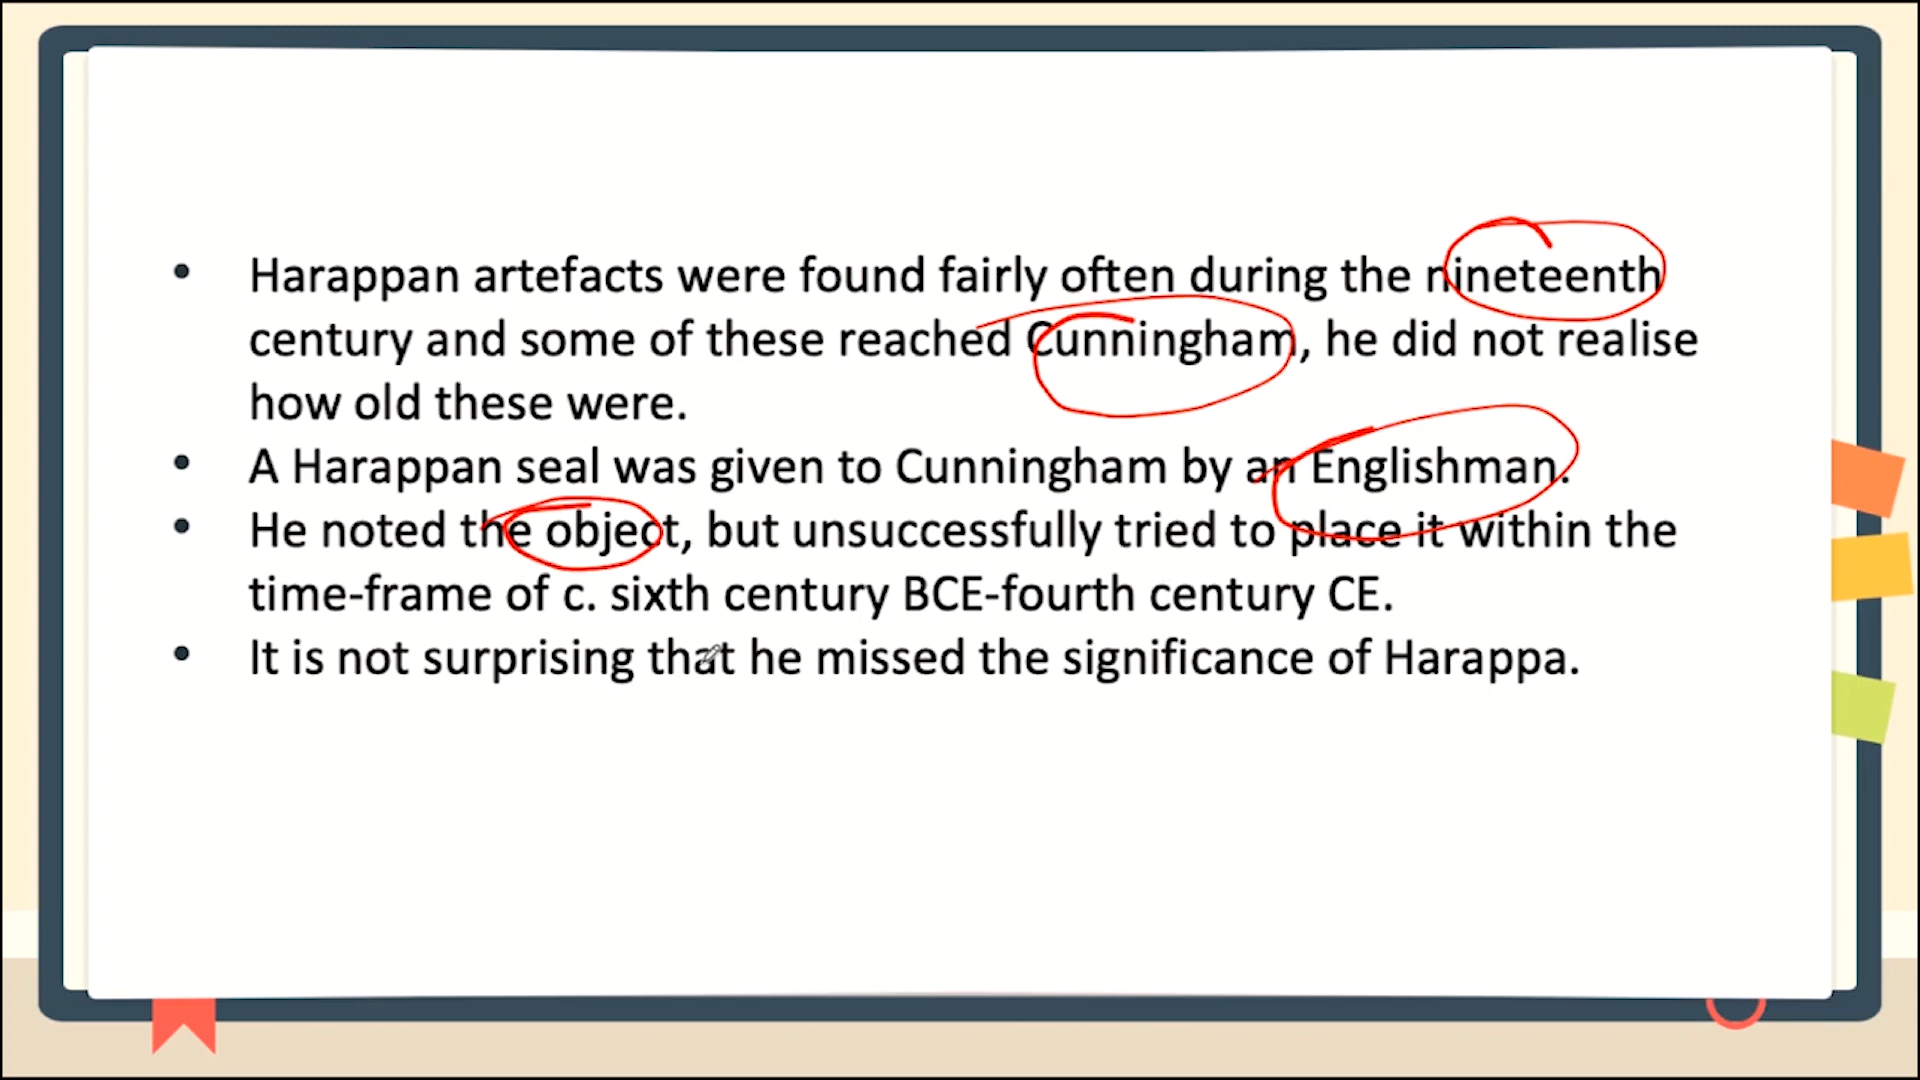 • Harappan artefacts were found fairly often during the nineteenth
century and some of these reached Cunningham, he did not realise
how old these were.
• A Harappan seal was given to Cunningham by an Englishman.
• He noted the object, but unsuccessfully tried to place it within the
time-frame of c. sixth century BCE-fourth century CE.
• It is not surprising that he missed the significance of Harappa.